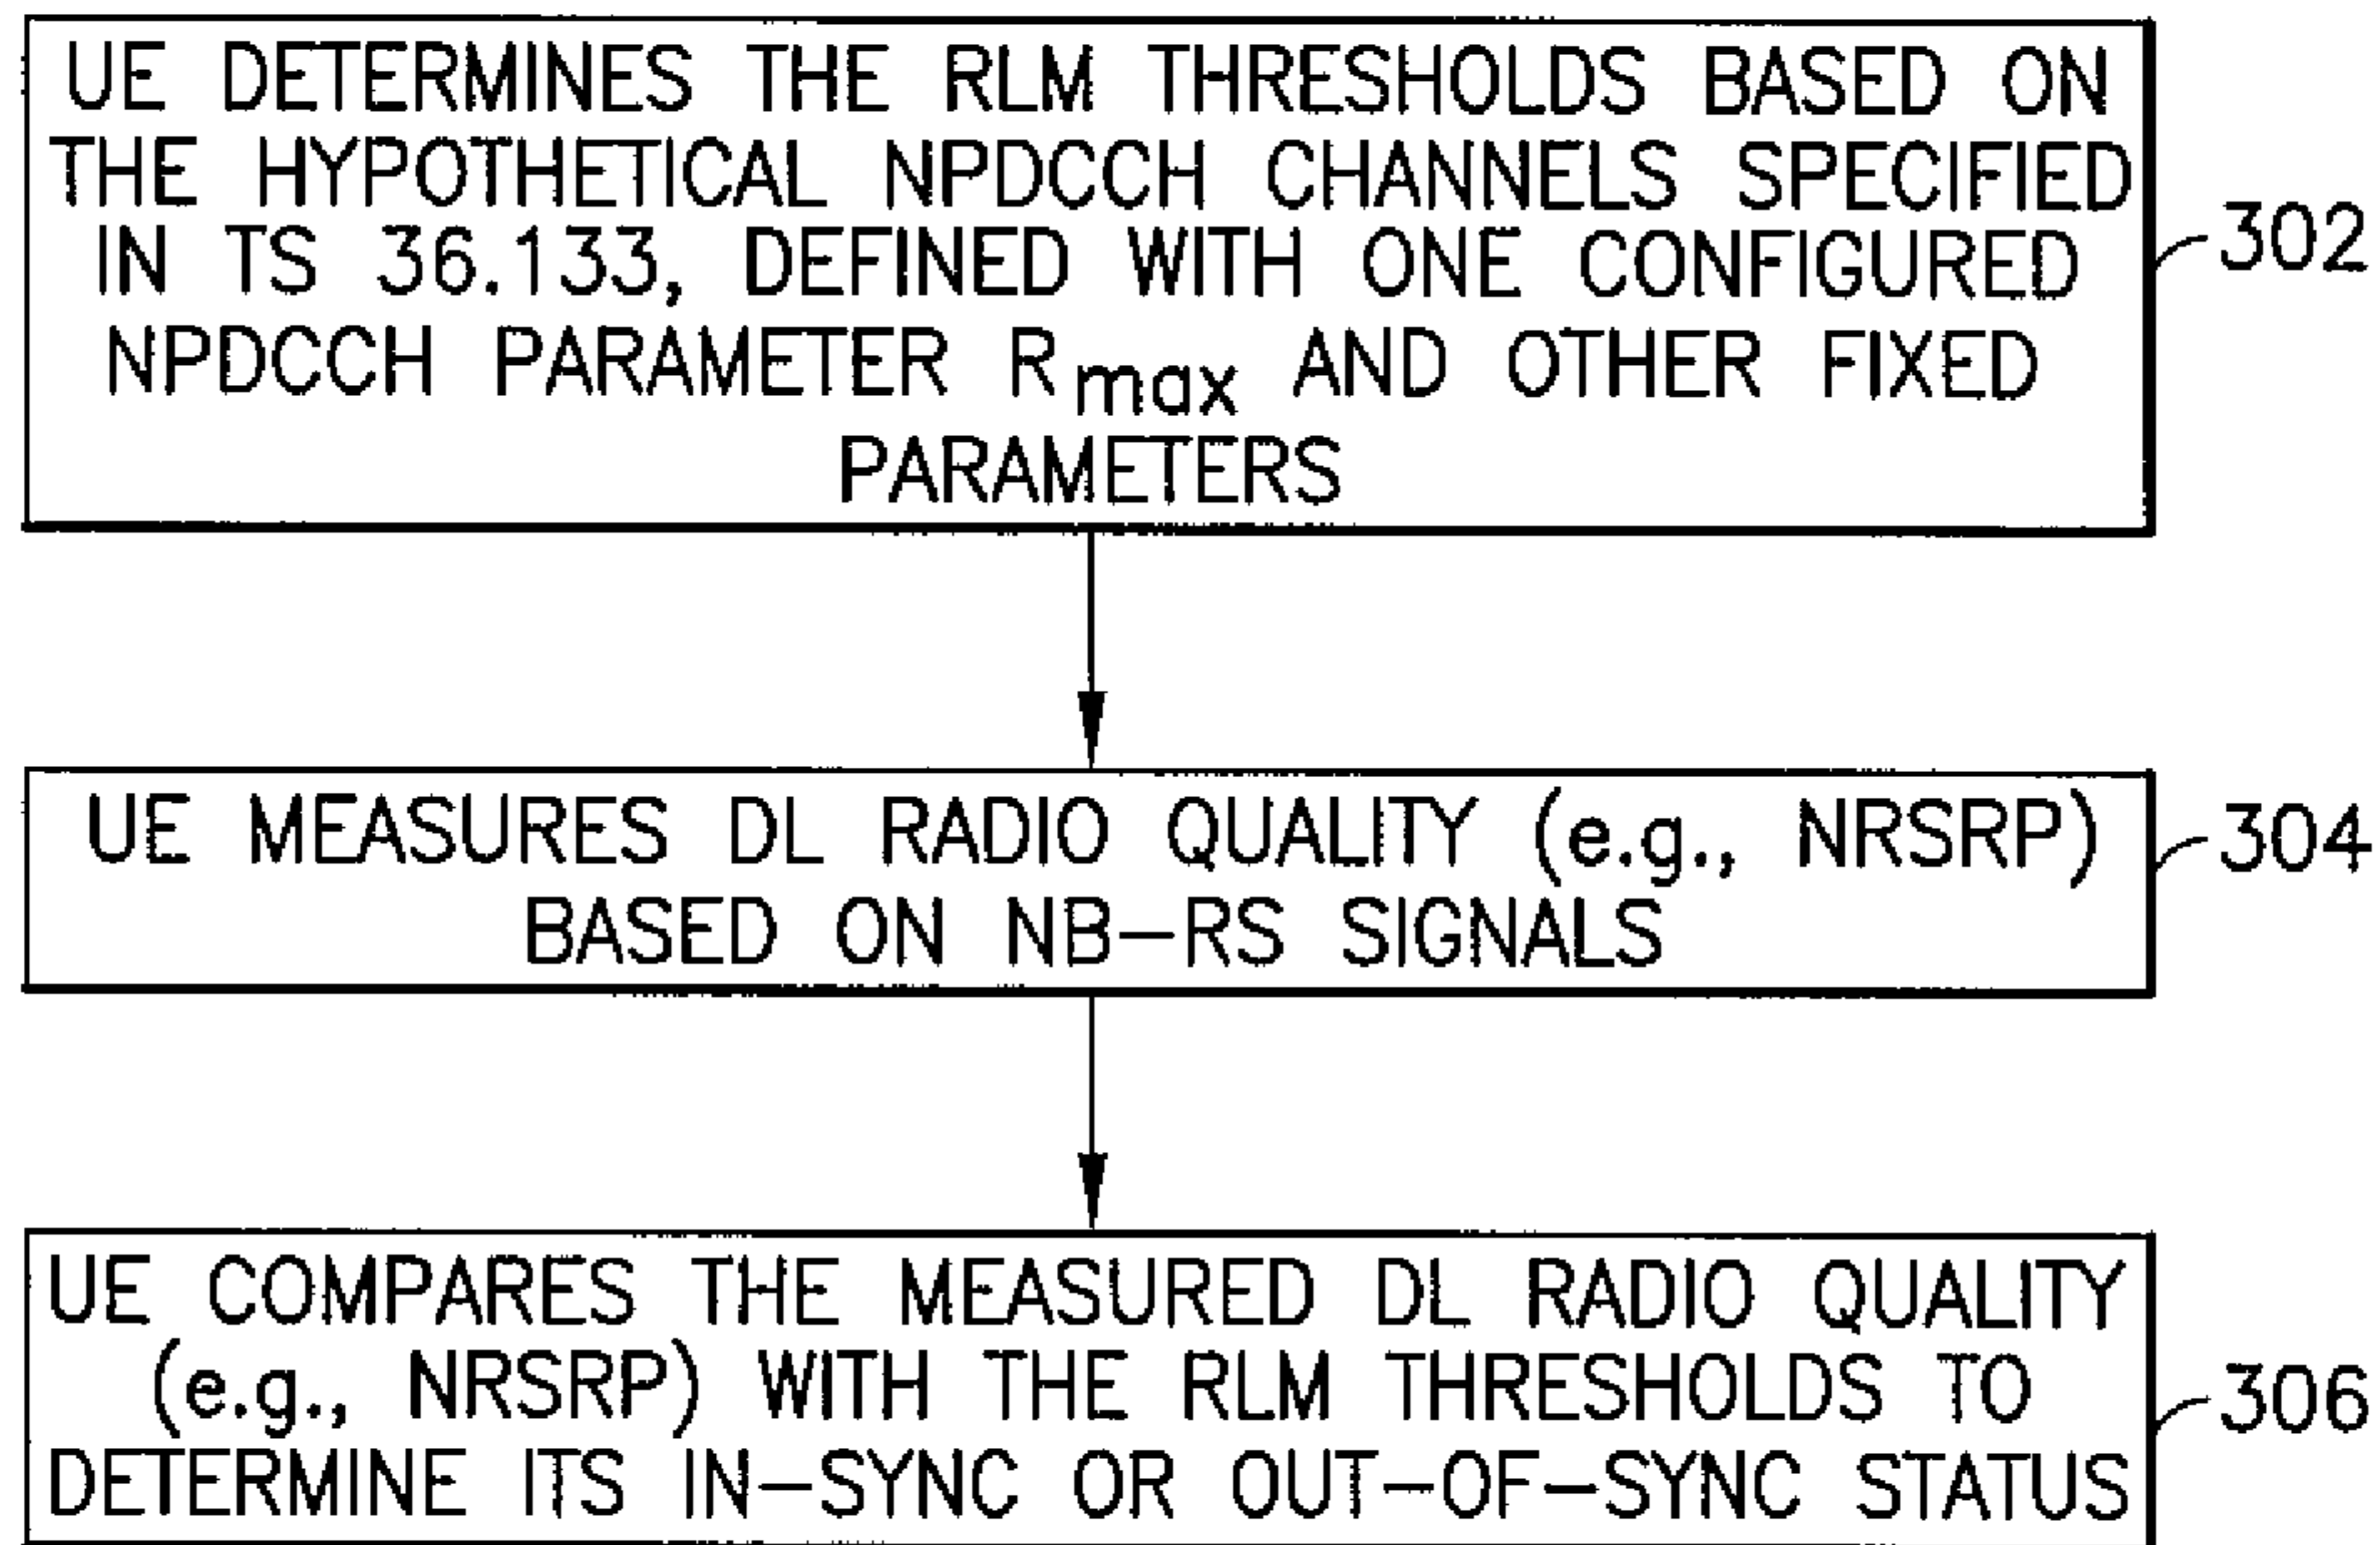 UE DETERMINES THE RLM THRESHOLDS BASED ON
THE HYPOTHETICAL NPDCCH CHANNELS SPECIFIED
IN TS 36.133, DEFINED WITH ONE CONFIGURED
NPDCCH PARAMETER Rmax AND OTHER FIXED
PARAMETERS
302
UE MEASURES DL RADIO QUALITY (e.g., NRSRP)
BASED ON NB-RS SIGNALS
304
UE COMPARES THE MEASURED DL RADIO QUALITY
(e.g., NRSRP) WITH THE RLM THRESHOLDS TO
DETERMINE ITS IN-SYNC OR OUT-OF-SYNC STATUS
306